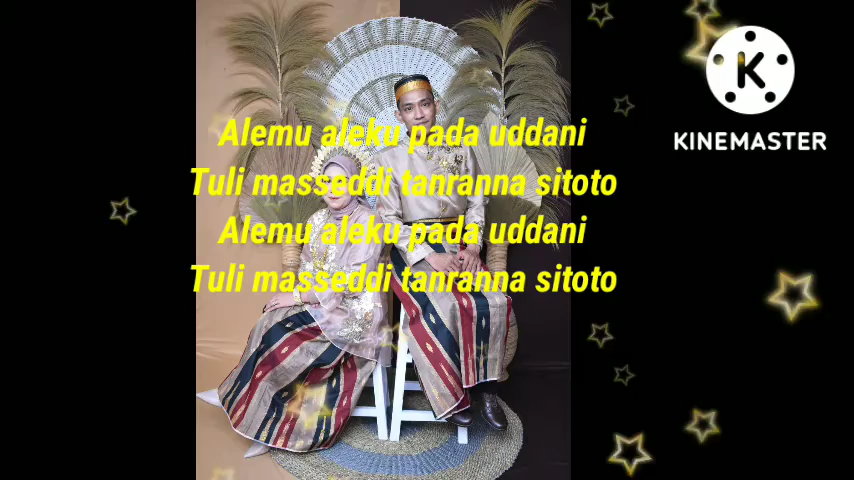 Alemu aleku pada uddani
Tuli masseddi tanranna sitoto
Alemu aleku pada uddani
Tuli masseddi tanranna sitoto
K
KINEMASTER